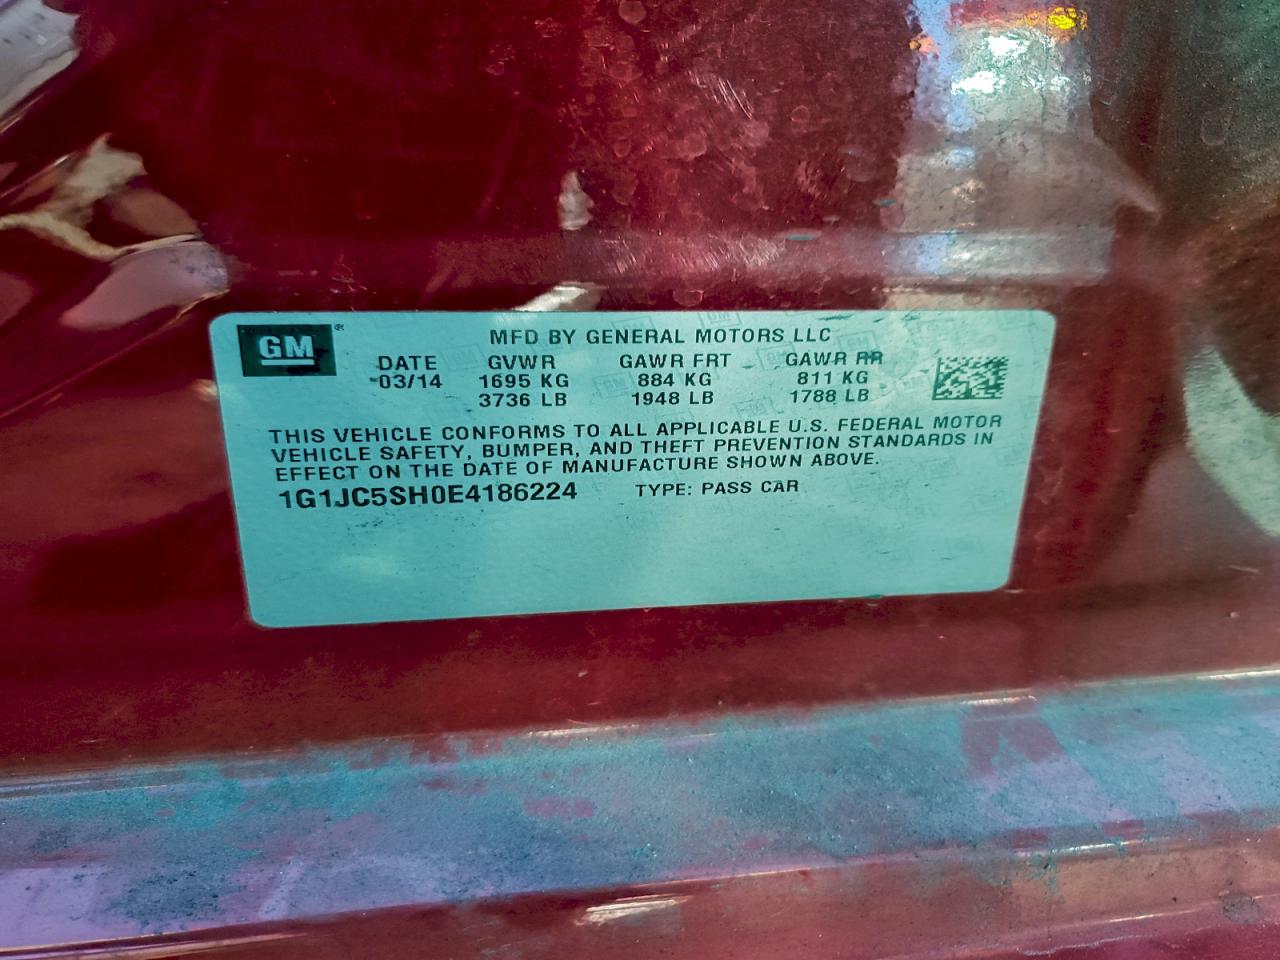 GM®
MFD BY GENERAL MOTORS LLC
DATE GVWR GAWR FRT GAWR RR
03/14 1695 KG 884 KG 811 KG
3736 LB 1948 LB 1788 LB
THIS VEHICLE CONFORMS TO ALL APPLICABLE U.S. FEDERAL MOTOR
VEHICLE SAFETY, BUMPER, AND THEFT PREVENTION STANDARDS IN
EFFECT ON THE DATE OF MANUFACTURE SHOWN ABOVE.
1G1JC5SH0E4186224 TYPE: PASS CAR